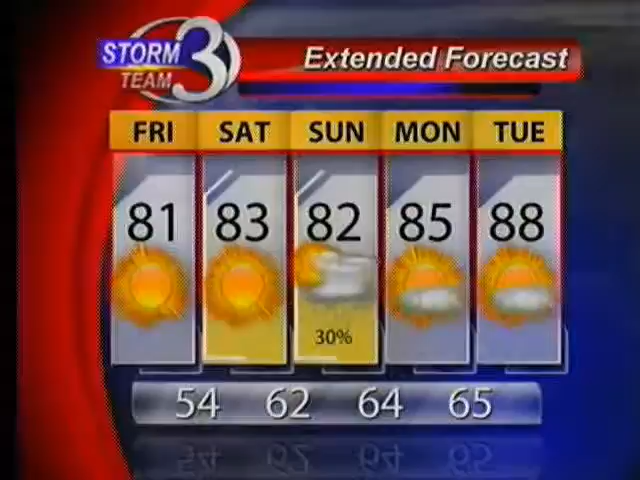 STORM TEAM 3
Extended Forecast
FRI SAT SUN MON TUE
81 83 82 85 88
30%
54 62 64 65